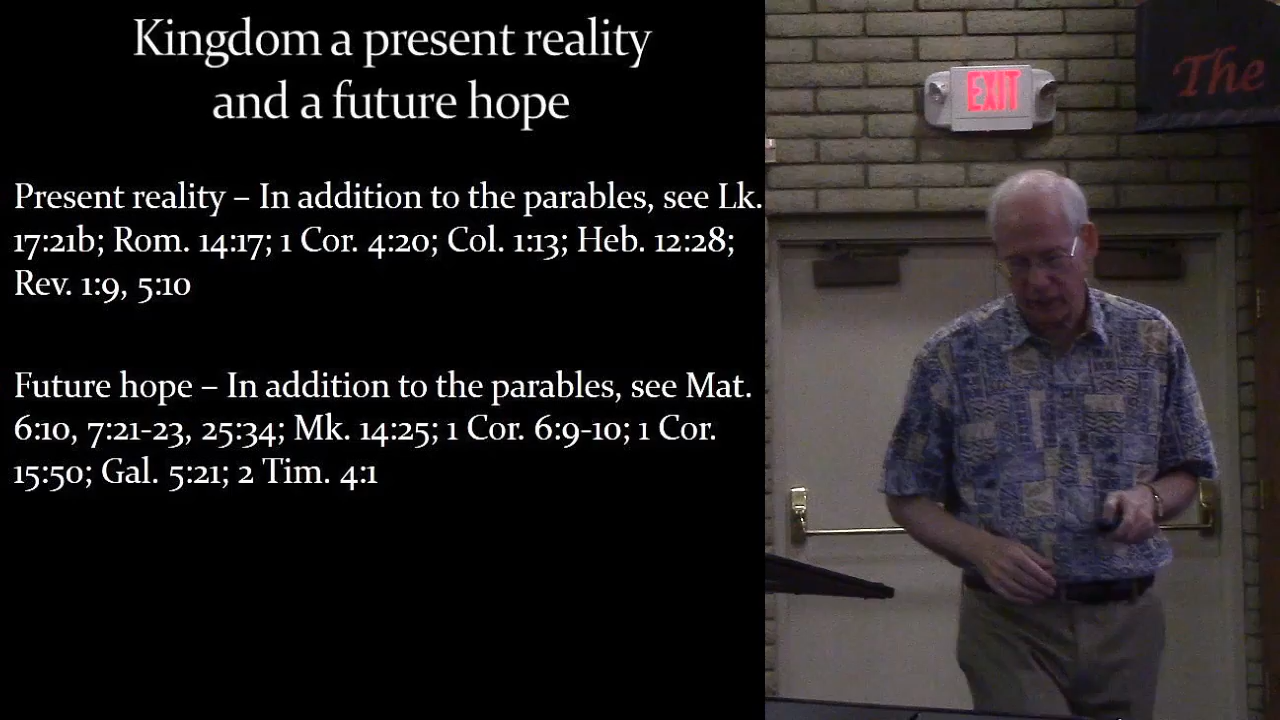 Kingdom a present reality
and a future hope
Present reality – In addition to the parables, see Lk.
17:21b; Rom. 14:17; 1 Cor. 4:20; Col. 1:13; Heb. 12:28;
Rev. 1:9, 5:10
Future hope – In addition to the parables, see Mat.
6:10, 7:21-23, 25:34; Mk. 14:25; 1 Cor. 6:9-10; 1 Cor.
15:50; Gal. 5:21; 2 Tim. 4:1
EXIT
The